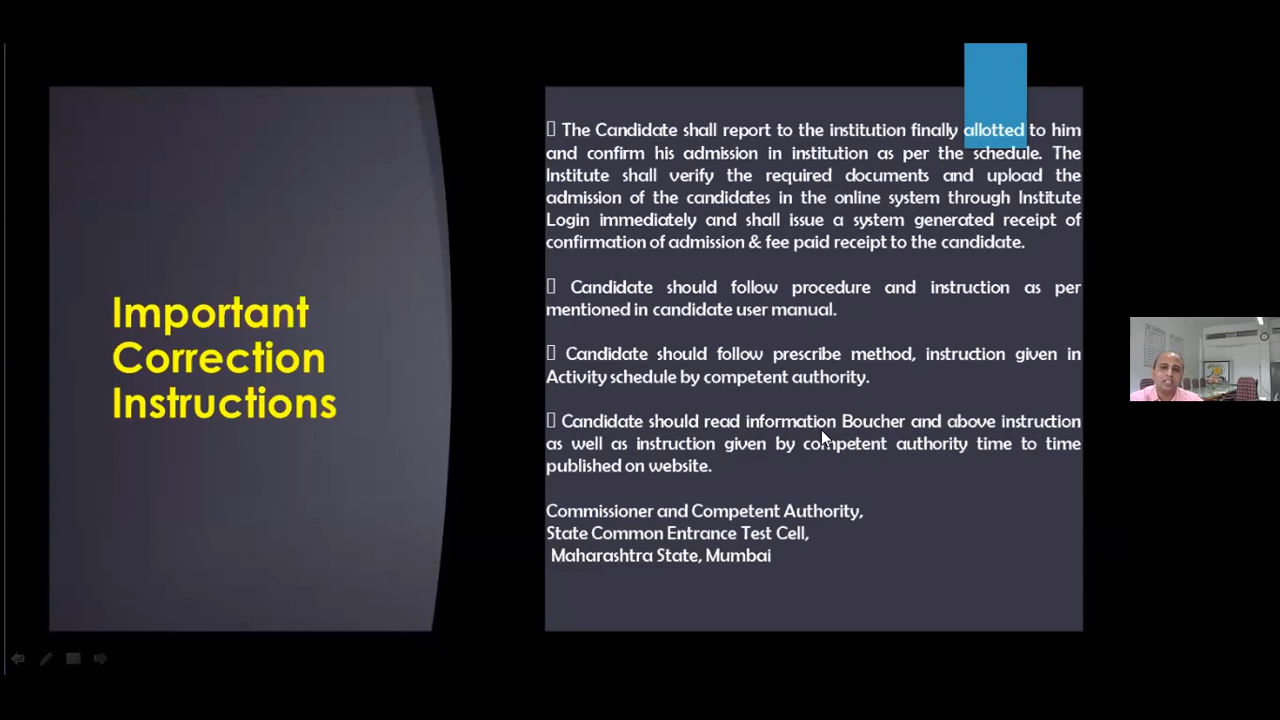 Important
Correction
Instructions
The Candidate shall report to the institution finally allotted to him
and confirm his admission in institution as per the schedule. The
Institute shall verify the required documents and upload the
admission of the candidates in the online system through Institute
Login immediately and shall issue a system generated receipt of
confirmation of admission & fee paid receipt to the candidate.
Candidate should follow procedure and instruction as per
mentioned in candidate user manual.
Candidate should follow prescribe method, instruction given in
Activity schedule by competent authority.
Candidate should read information Boucher and above instruction
as well as instruction given by competent authority time to time
published on website.
Commissioner and Competent Authority,
State Common Entrance Test Cell,
Maharashtra State, Mumbai